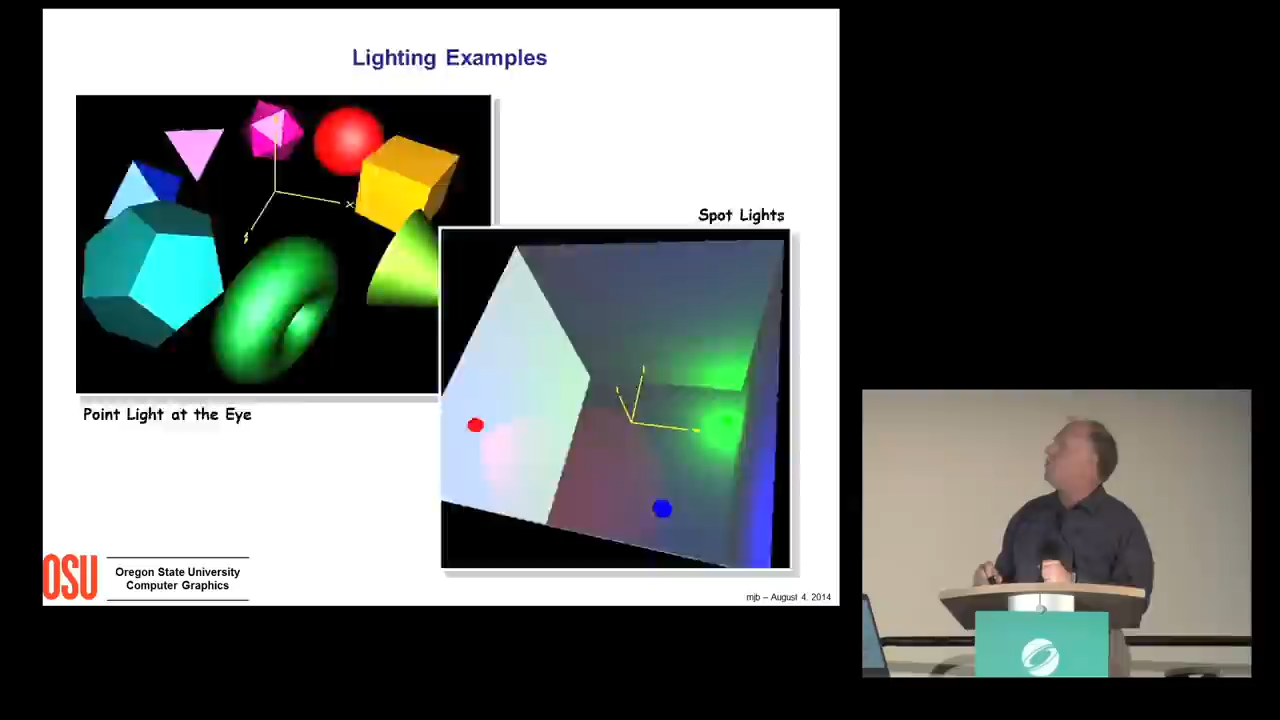 Lighting Examples
Spot Lights
Point Light at the Eye
OSU
Oregon State University
Computer Graphics
mjb – August 4, 2014